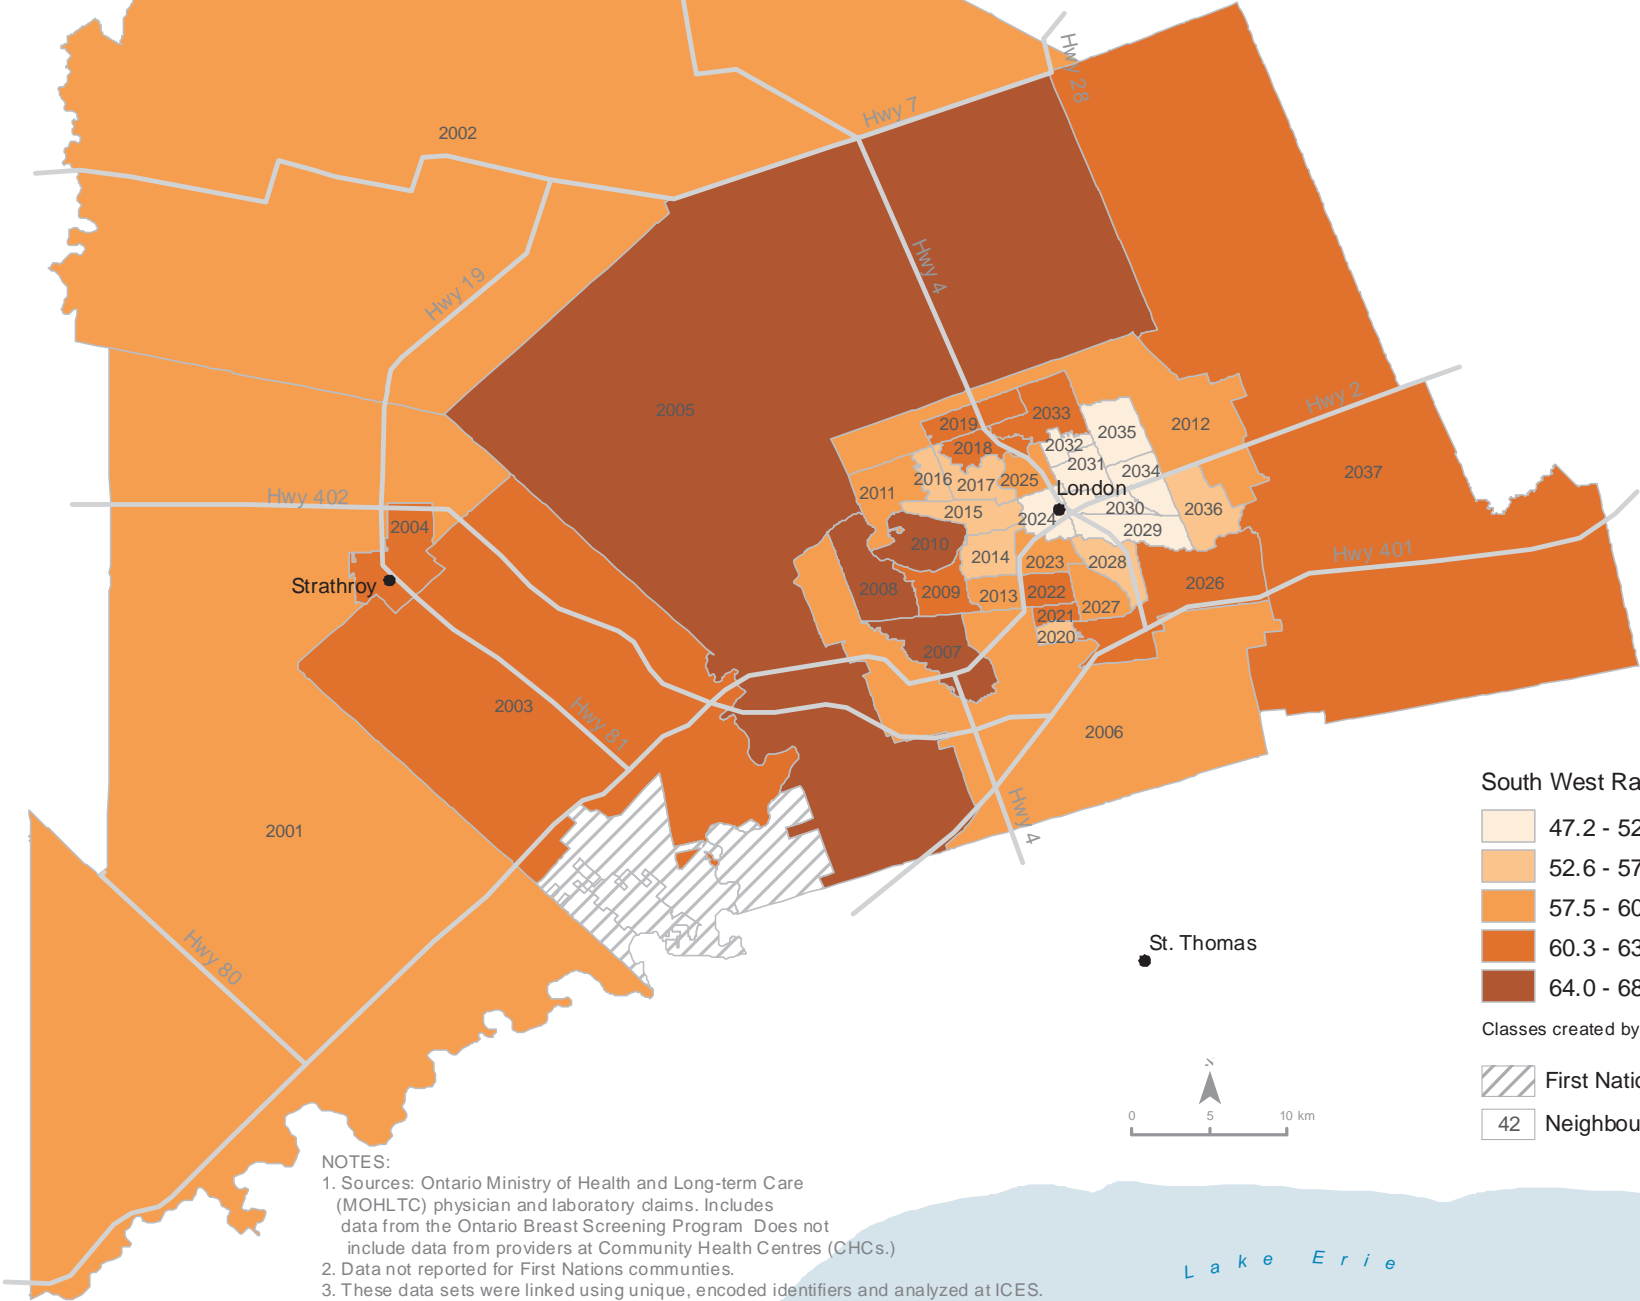 Hwy 28
Hwy 7
2002
Hwy 4
Hwy 19
2005
Hwy 2
2033
2019
2012
2035
2032
2018
2031
2034
2037
2016
2017
2025
2011
London
Hwy 402
2015
2024
2030
2036
2004
2029
2010
2014
2023
2028
Hwy 401
Strathroy
2008
2009
2013
2022
2026
2027
2021
2020
2007
2003
Hwy 81
2006
Hwy 4
2001
South West Ra
47.2 - 52
52.6 - 57
57.5 - 60
60.3 - 63
64.0 - 68
Classes created by
First Natio
42 Neighbou
Hwy 80
St. Thomas
0 5 10 km
NOTES:
1. Sources: Ontario Ministry of Health and Long-term Care
(MOHLTC) physician and laboratory claims. Includes
data from the Ontario Breast Screening Program Does not
include data from providers at Community Health Centres (CHCs.)
2. Data not reported for First Nations communties.
3. These data sets were linked using unique, encoded identifiers and analyzed at ICES.
Lake Erie